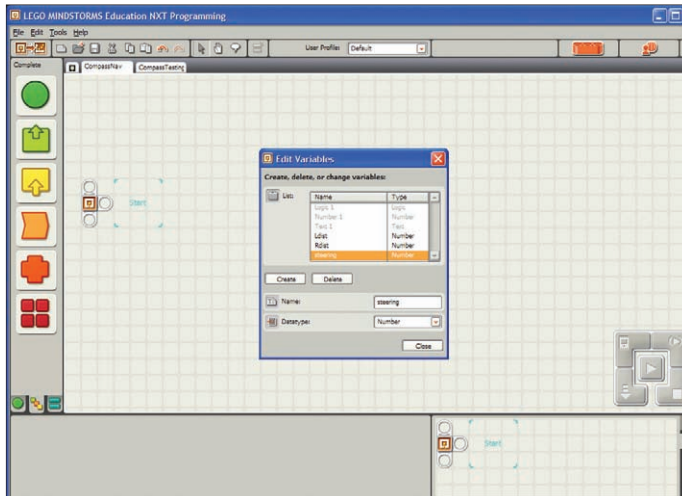 LEGO MINDSTORMS Education NXT Programming
File Edit Tools Help
User Profile: Default
Complete
CompassNav CompassTesting
Start
Edit Variables
Create, delete, or change variables:
List: Name Type
Logic 1 Logic
Number 1 Number
Text 1 Text
Ldist Number
Rdist Number
steering Number
Create Delete
Name: steering
Datatype: Number
Close
Start